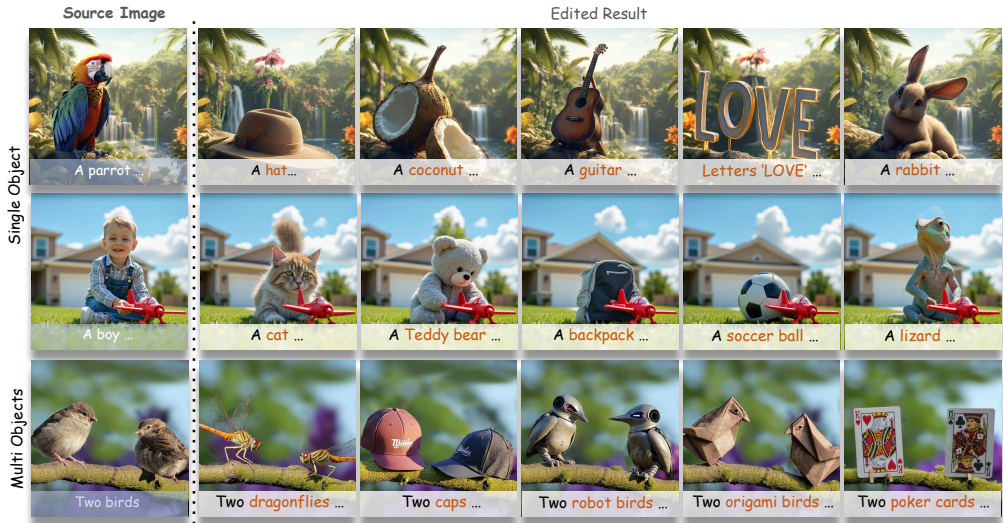 Source Image
Edited Result
Single Object
LOVE
A parrot ...
A hat...
A coconut ...
A guitar ...
Letters 'LOVE' ...
A rabbit ...
A boy ...
A cat ...
A Teddy bear ...
A backpack ...
A soccer ball ...
A lizard ...
Multi Objects
K
Two birds
Two dragonflies ...
Two caps ...
Two robot birds ...
Two origami birds ...
Two poker cards ...